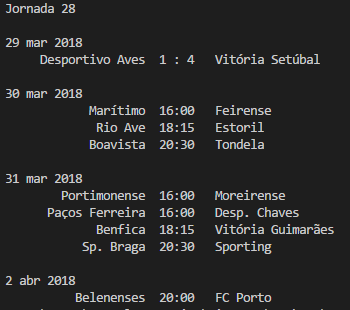 Jornada 28
29 mar 2018
Desportivo Aves 1 : 4 Vitória Setúbal
30 mar 2018
Marítimo 16:00 Feirense
Rio Ave 18:15 Estoril
Boavista 20:30 Tondela
31 mar 2018
Portimonense 16:00 Moreirense
Paços Ferreira 16:00 Desp. Chaves
Benfica 18:15 Vitória Guimarães
Sp. Braga 20:30 Sporting
2 abr 2018
Belenenses 20:00 FC Porto